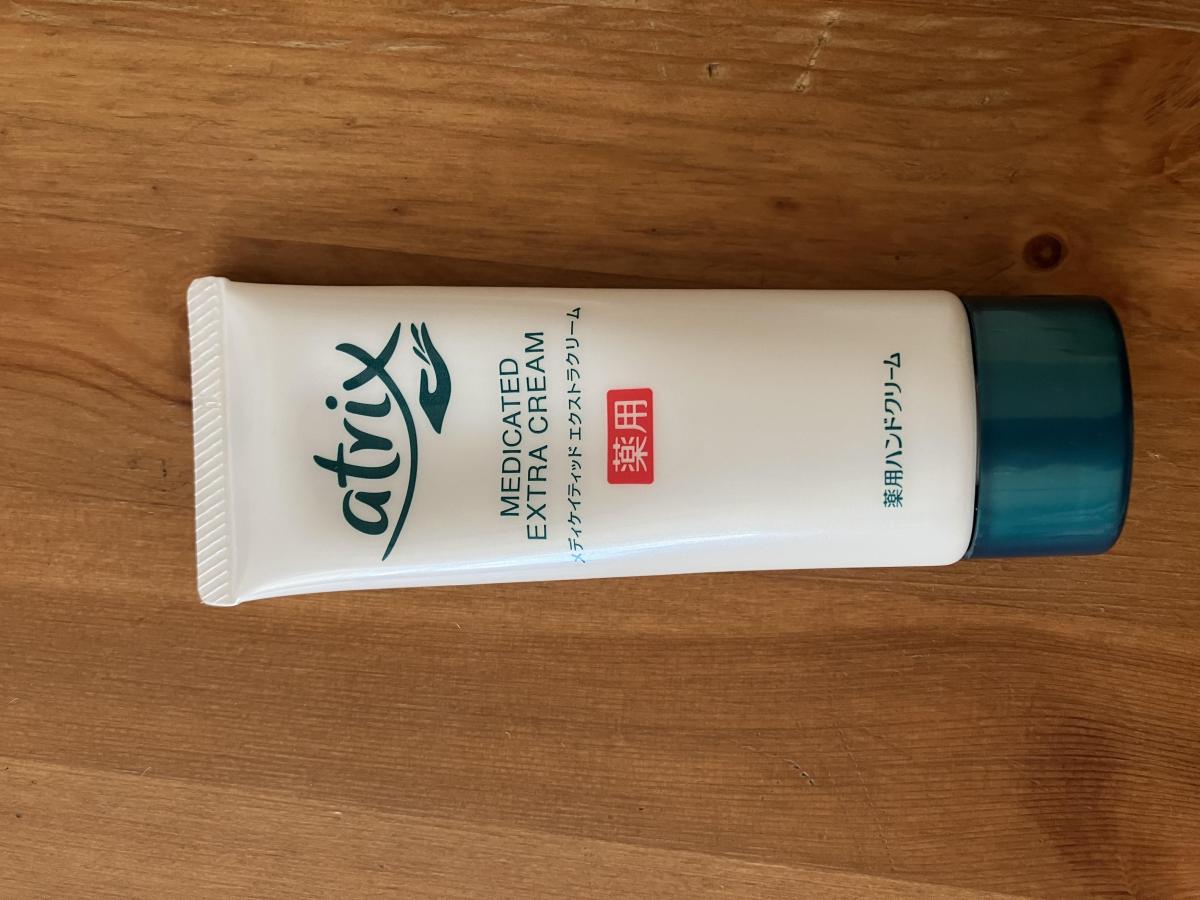 atrix
MEDICATED
EXTRA CREAM
メディケイティッド エクストラクリーム
薬用
薬用ハンドクリーム